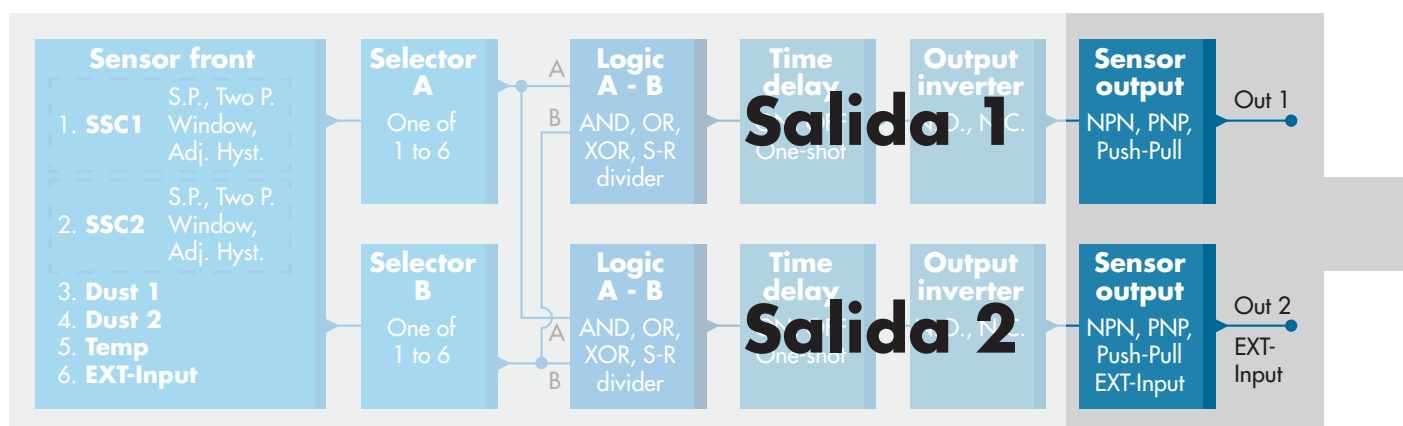 Sensor front
1. SSC1
S.P., Two P.
Window,
Adj. Hyst.
2. SSC2
S.P., Two P.
Window,
Adj. Hyst.
3. Dust 1
4. Dust 2
5. Temp
6. EXT-Input
Selector
A
One of
1 to 6
Selector
B
One of
1 to 6
A
B
Logic
A - B
AND, OR,
XOR, S-R
divider
Time
delay
One-shot
Output
inverter
Salida 1
Sensor
output
NPN, PNP,
Push-Pull
Out 1
A
B
Logic
A - B
AND, OR,
XOR, S-R
divider
Time
delay
One-shot
Output
inverter
Salida 2
Sensor
output
NPN, PNP,
Push-Pull
EXT-Input
Out 2
EXT-
Input